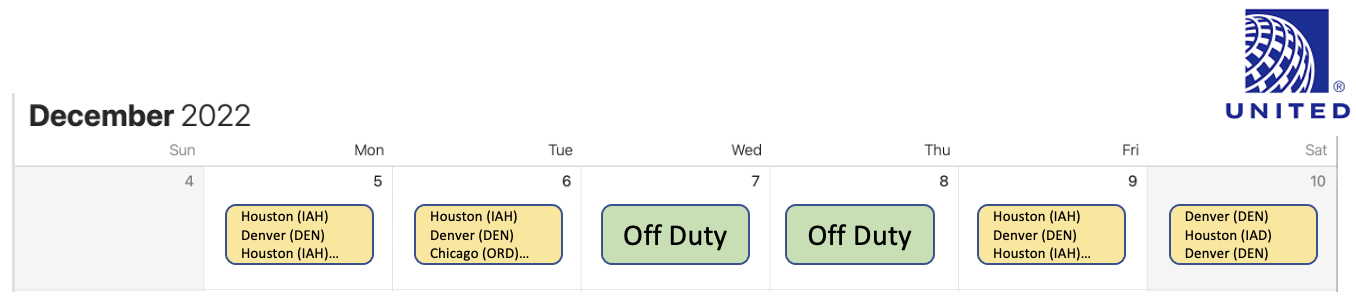 ®
UNITED
December 2022
Sun Mon Tue Wed Thu Fri Sat
4 5 6 7 8 9 10
Houston (IAH)
Denver (DEN)
Houston (IAH)...
Houston (IAH)
Denver (DEN)
Chicago (ORD)...
Off Duty
Off Duty
Houston (IAH)
Denver (DEN)
Houston (IAH)...
Denver (DEN)
Houston (IAD)
Denver (DEN)